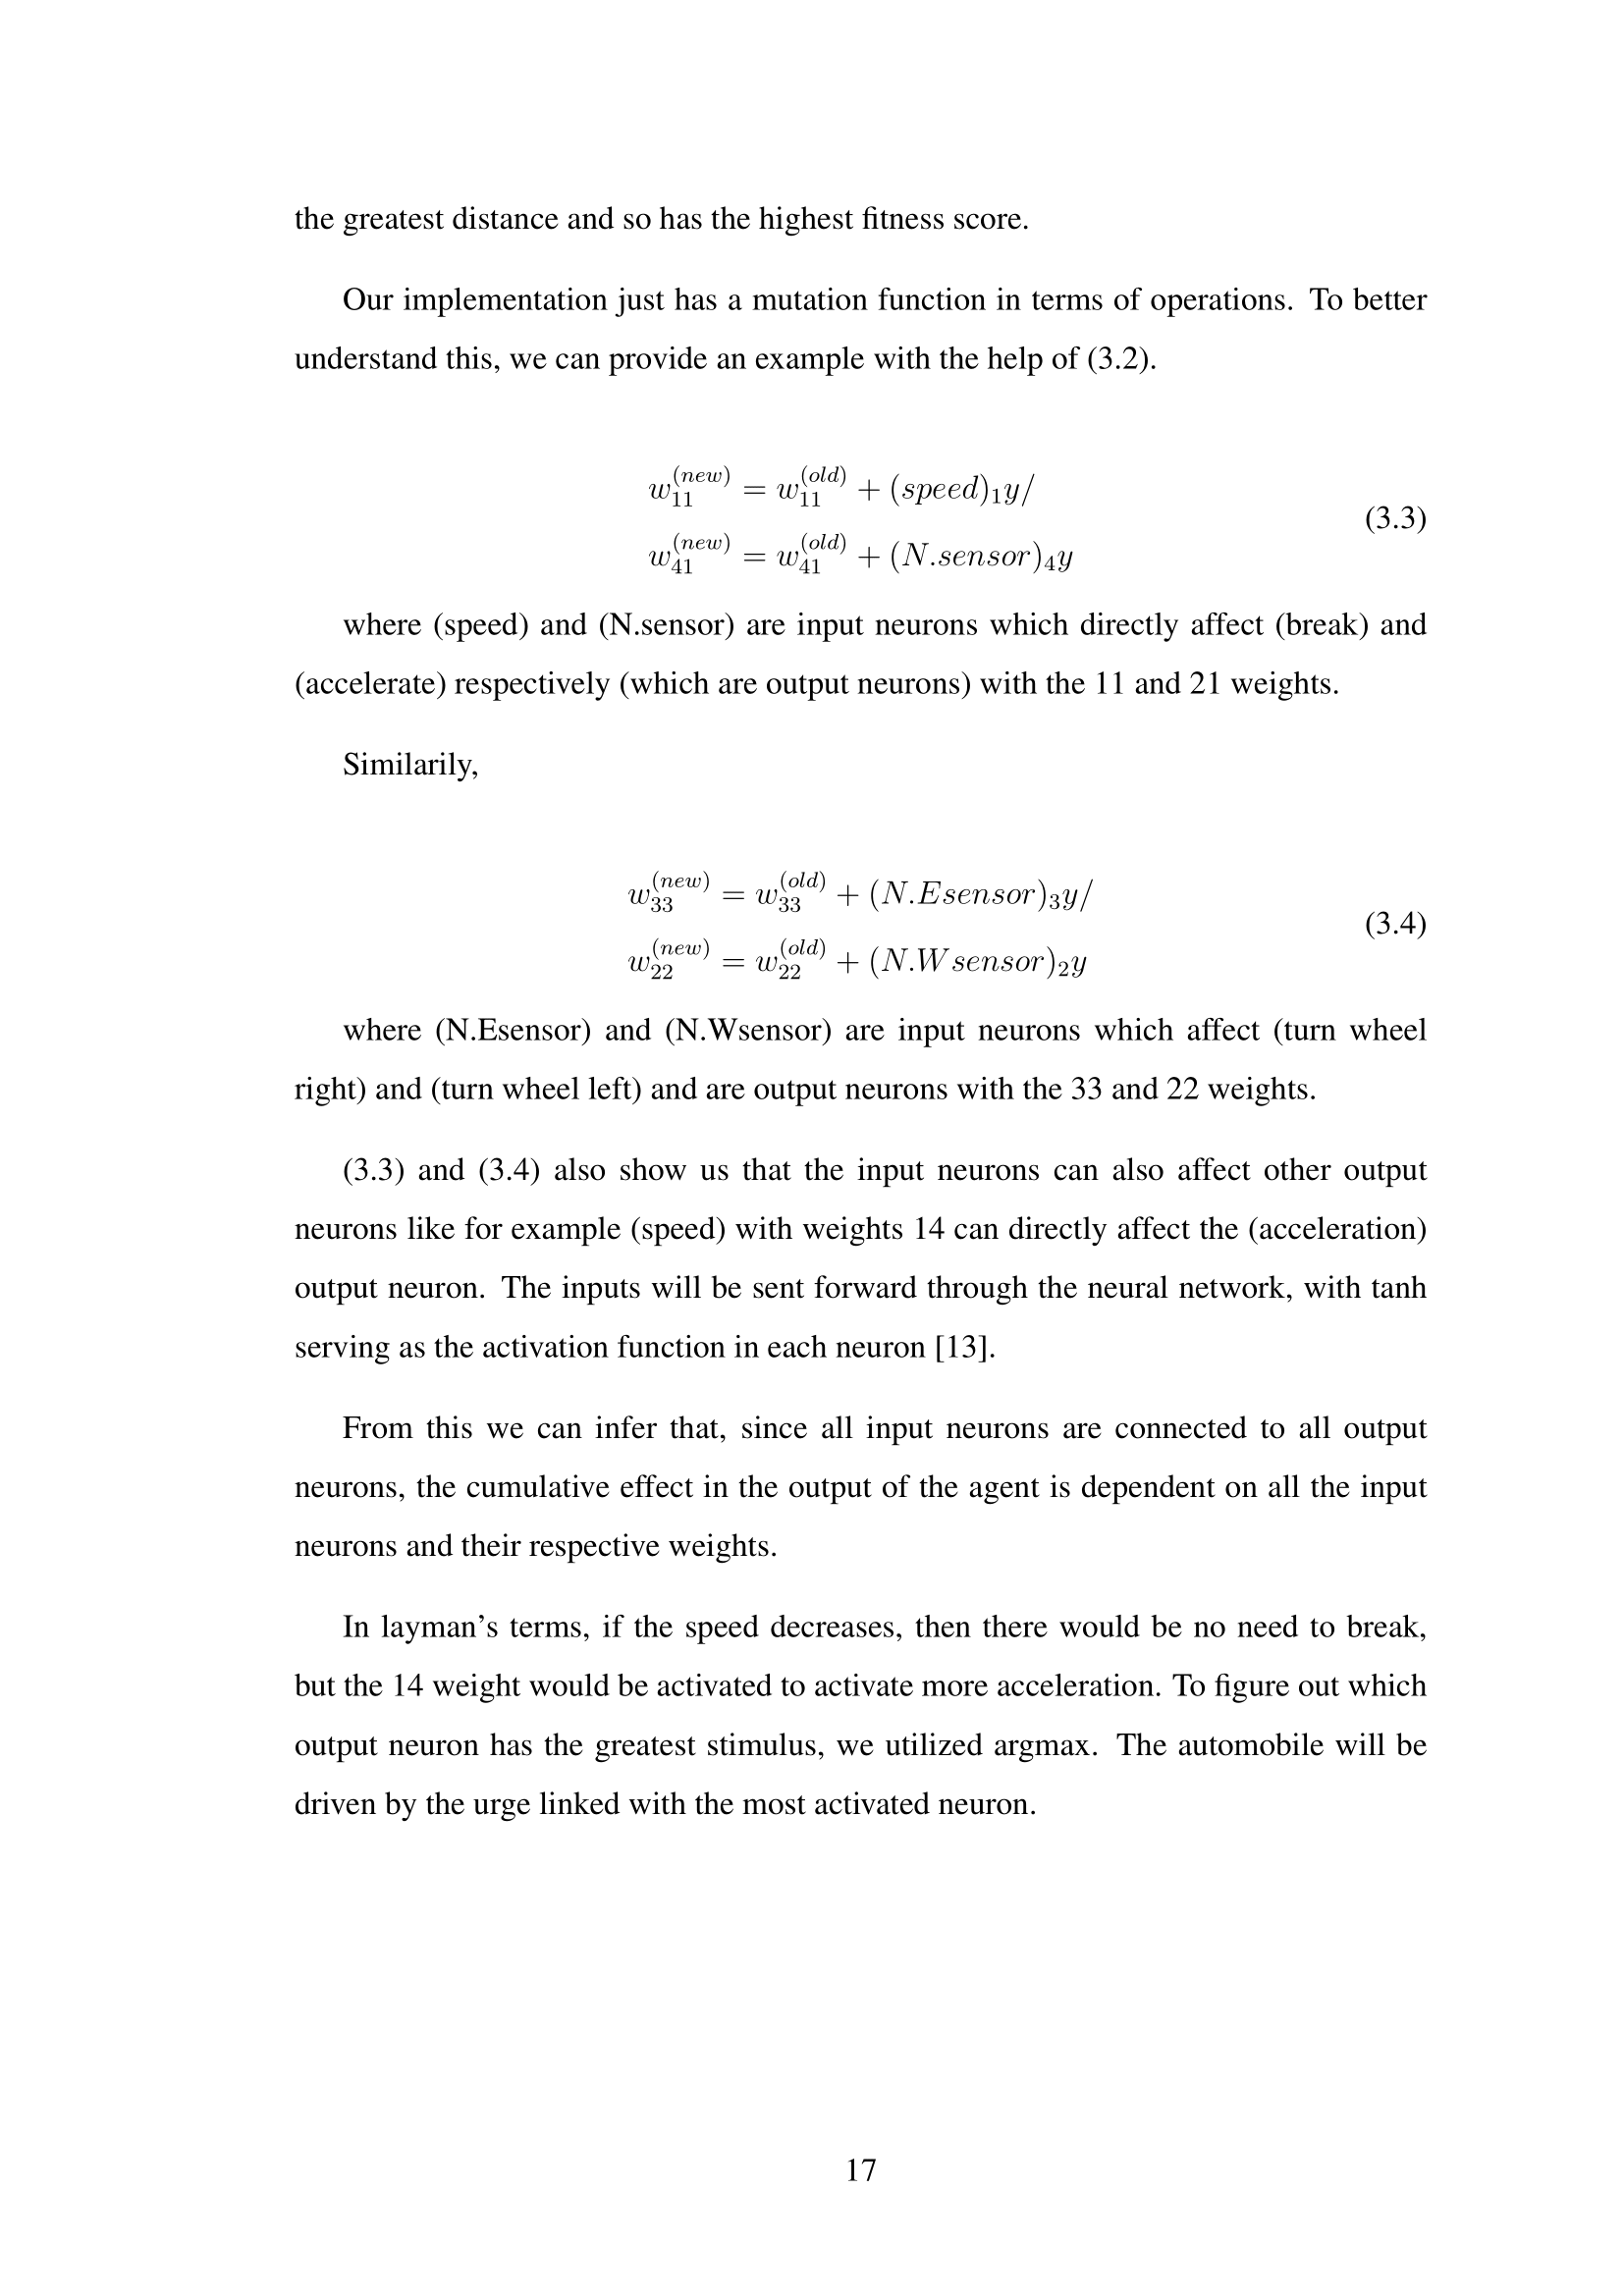 the greatest distance and so has the highest fitness score.
Our implementation just has a mutation function in terms of operations. To better
understand this, we can provide an example with the help of (3.2).
w_{11}^{(new)} = w_{11}^{(old)} + (speed)_1y/
w_{41}^{(new)} = w_{41}^{(old)} + (N.sensor)_4y
(3.3)
where (speed) and (N.sensor) are input neurons which directly affect (break) and
(accelerate) respectively (which are output neurons) with the 11 and 21 weights.
Similarily,
w_{33}^{(new)} = w_{33}^{(old)} + (N.Esensor)_3y/
w_{22}^{(new)} = w_{22}^{(old)} + (N.Wsensor)_2y
(3.4)
where (N.Esensor) and (N.Wsensor) are input neurons which affect (turn wheel
right) and (turn wheel left) and are output neurons with the 33 and 22 weights.
(3.3) and (3.4) also show us that the input neurons can also affect other output
neurons like for example (speed) with weights 14 can directly affect the (acceleration)
output neuron. The inputs will be sent forward through the neural network, with tanh
serving as the activation function in each neuron [13].
From this we can infer that, since all input neurons are connected to all output
neurons, the cumulative effect in the output of the agent is dependent on all the input
neurons and their respective weights.
In layman's terms, if the speed decreases, then there would be no need to break,
but the 14 weight would be activated to activate more acceleration. To figure out which
output neuron has the greatest stimulus, we utilized argmax. The automobile will be
driven by the urge linked with the most activated neuron.
17